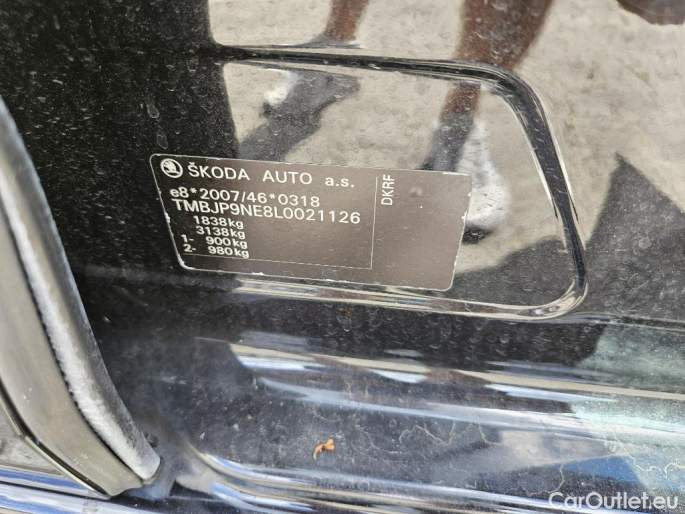 ŠKODA AUTO a.s.
e8*2007/46*0318
TMBJP9NE8L0021126
1838kg
3138kg
1- 900kg
2- 980kg
DKRF
CarOutlet.eu